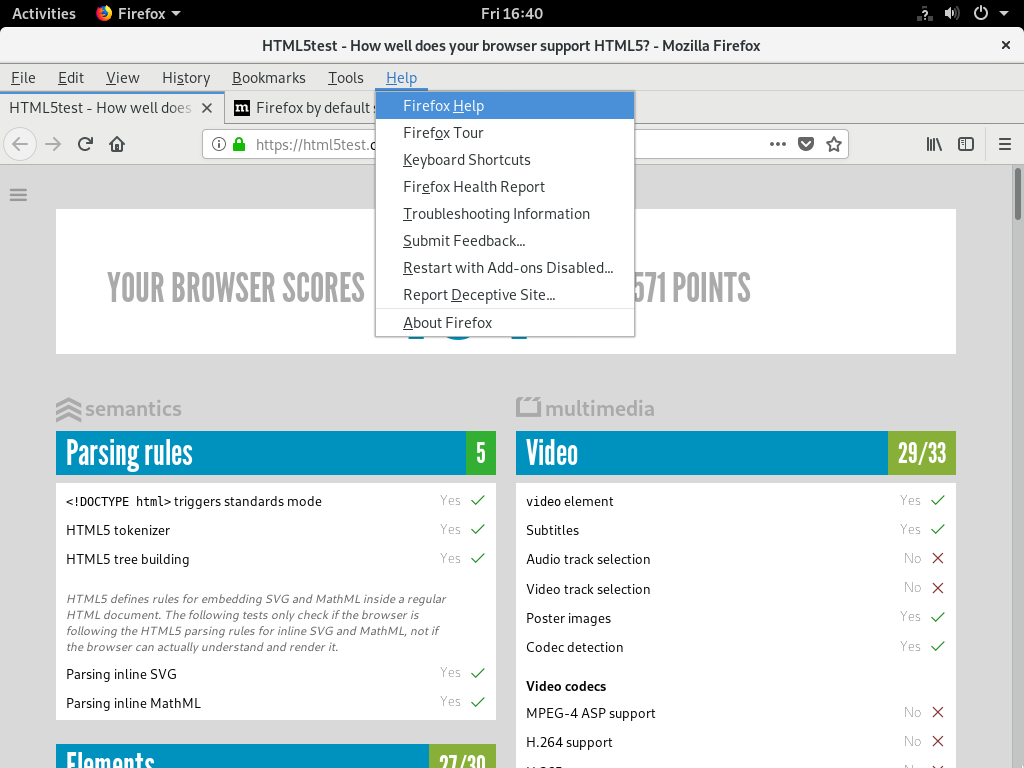 Activities Firefox Fri 16:40
HTML5test - How well does your browser support HTML5? - Mozilla Firefox
File Edit View History Bookmarks Tools Help
HTML5test - How well does
m Firefox by default
https://html5test.
Firefox Help
Firefox Tour
Keyboard Shortcuts
Firefox Health Report
Troubleshooting Information
Submit Feedback...
Restart with Add-ons Disabled...
Report Deceptive Site...
About Firefox
YOUR BROWSER SCORES 571 POINTS
semantics
Parsing rules 5
<!DOCTYPE html> triggers standards mode Yes
HTML5 tokenizer Yes
HTML5 tree building Yes
HTML5 defines rules for embedding SVG and MathML inside a regular
HTML document. The following tests only check if the browser is
following the HTML5 parsing rules for inline SVG and MathML, not if
the browser can actually understand and render it.
Parsing inline SVG Yes
Parsing inline MathML Yes
Elements 27/30
multimedia
Video 29/33
video element Yes
Subtitles Yes
Audio track selection No
Video track selection No
Poster images Yes
Codec detection Yes
Video codecs
MPEG-4 ASP support No
H.264 support No